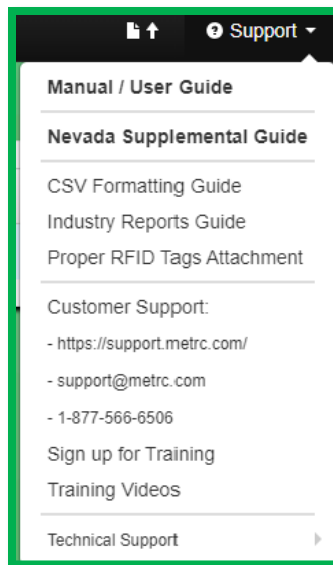 Support
Manual / User Guide
Nevada Supplemental Guide
CSV Formatting Guide
Industry Reports Guide
Proper RFID Tags Attachment
Customer Support:
- https://support.metrc.com/
- support@metrc.com
- 1-877-566-6506
Sign up for Training
Training Videos
Technical Support